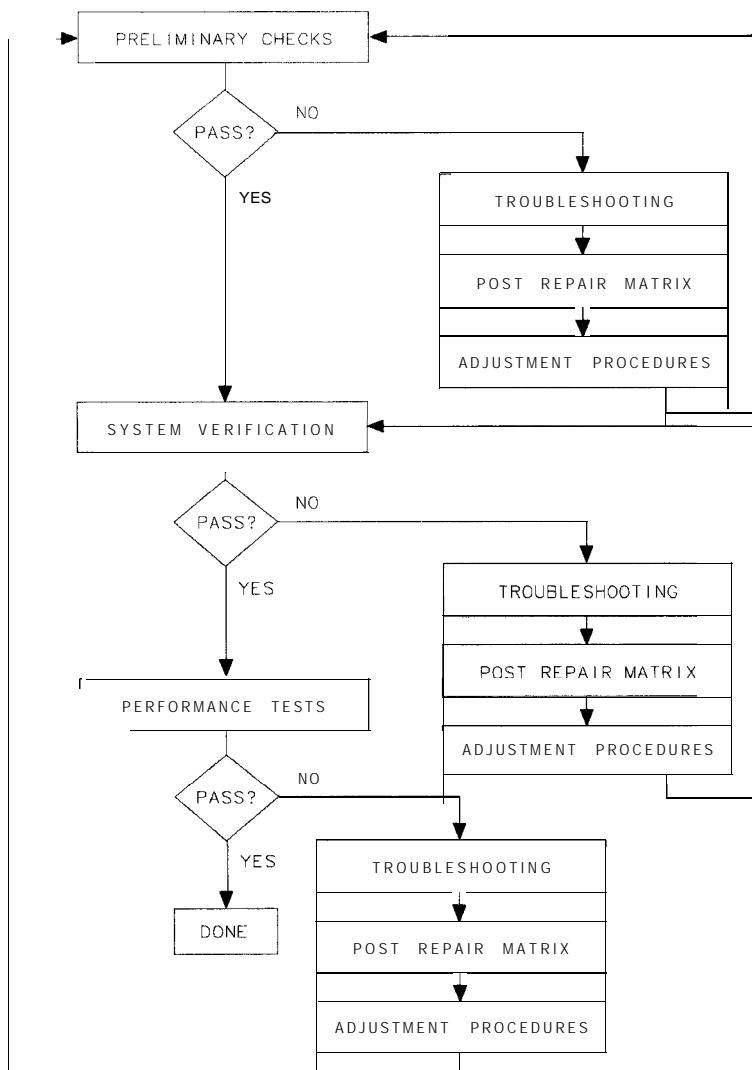 PRELIMINARY CHECKS
NO
PASS?
YES
TROUBLESHOOTING
POST REPAIR MATRIX
ADJUSTMENT PROCEDURES
SYSTEM VERIFICATION
NO
PASS?
YES
TROUBLESHOOTING
POST REPAIR MATRIX
PERFORMANCE TESTS
ADJUSTMENT PROCEDURES
NO
PASS?
YES
TROUBLESHOOTING
DONE
POST REPAIR MATRIX
ADJUSTMENT PROCEDURES